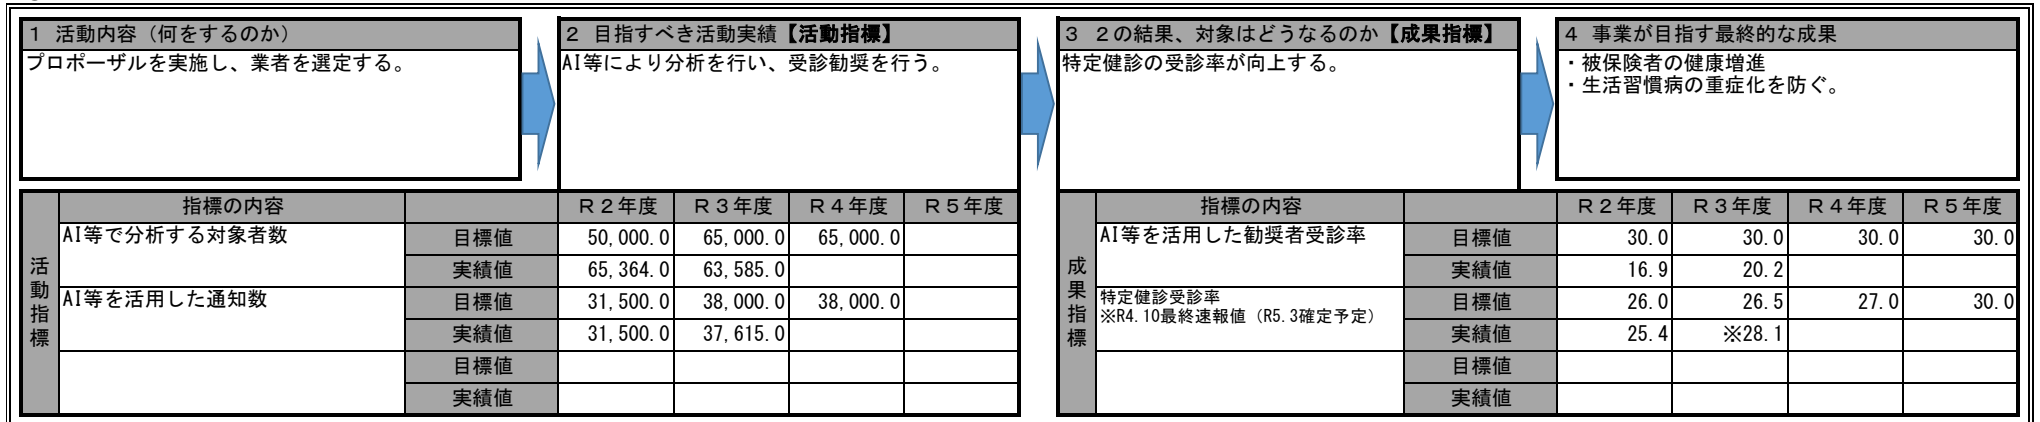 1 活動内容（何をするのか）
プロポーザルを実施し、業者を選定する。
2 目指すべき活動実績【活動指標】
AI等により分析を行い、受診勧奨を行う。
3 2の結果、対象はどうなるのか【成果指標】
特定健診の受診率が向上する。
4 事業が目指す最終的な成果
・被保険者の健康増進
・生活習慣病の重症化を防ぐ。
活動指標
指標の内容 R２年度 R３年度 R４年度 R５年度
AI等で分析する対象者数 目標値 50,000.0 65,000.0 65,000.0
実績値 65,364.0 63,585.0
AI等を活用した通知数 目標値 31,500.0 38,000.0 38,000.0
実績値 31,500.0 37,615.0
目標値
実績値
成果指標
指標の内容 R２年度 R３年度 R４年度 R５年度
AI等を活用した勧奨者受診率 目標値 30.0 30.0 30.0 30.0
実績値 16.9 20.2
特定健診受診率
※R4.10最終速報値（R5.3確定予定） 目標値 26.0 26.5 27.0 30.0
実績値 25.4 ※28.1
目標値
実績値